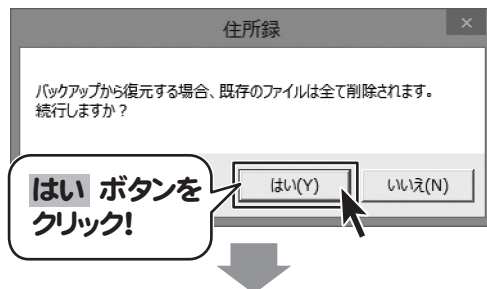 住所録
バックアップから復元する場合、既存のファイルは全て削除されます。
続行しますか？
はい(Y)
いいえ(N)
はい ボタンを
クリック!